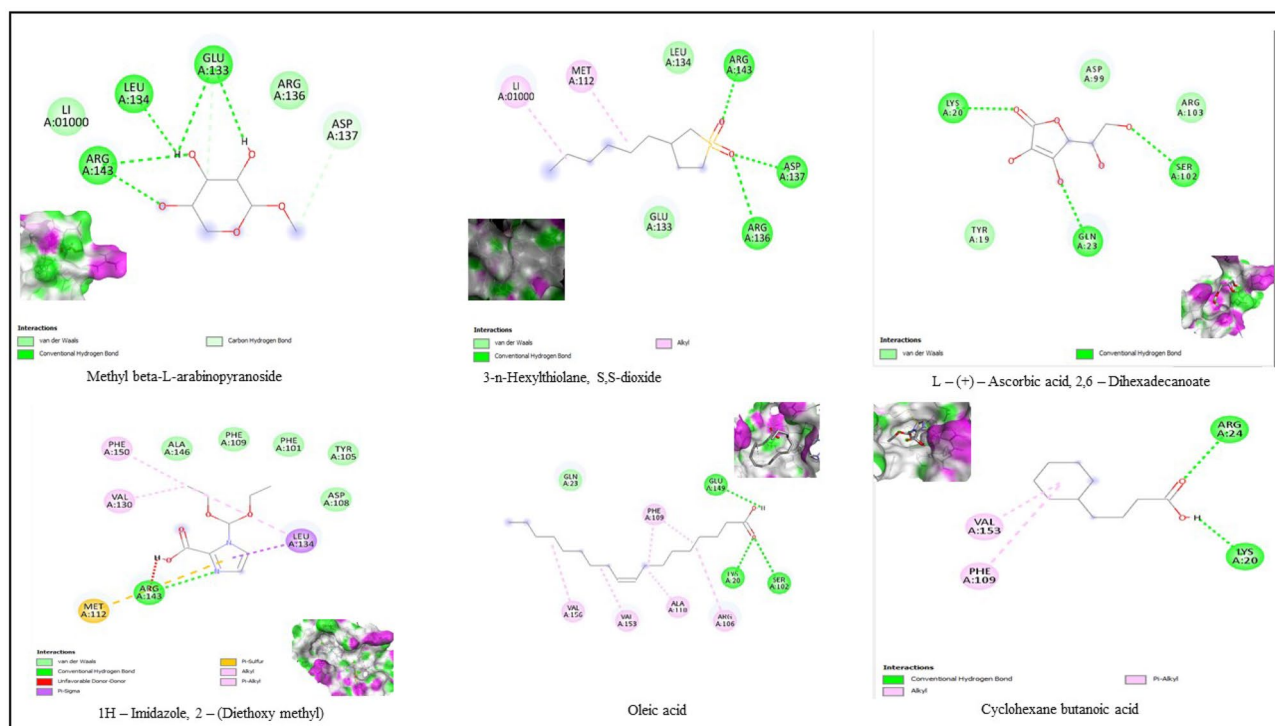 GLU
A:133
LEU
A:134
ARG
A:136
LI
A:01000
ASP
A:137
ARG
A:143
H
H
O
O
O
O
O
Interactions
van der Waals
Conventional Hydrogen Bond
Carbon Hydrogen Bond
Methyl beta-L-arabinopyranoside
LEU
A:134
ARG
A:143
MET
A:112
LI
A:01000
O
S
O
ASP
A:137
GLU
A:133
ARG
A:136
Interactions
van der Waals
Conventional Hydrogen Bond
Alkyl
3-n-Hexylthiolane, S,S-dioxide
ASP
A:99
LYS
A:20
ARG
A:103
O
O
O
O
O
O
SER
A:102
TYR
A:19
GLN
A:23
Interactions
van der Waals
Conventional Hydrogen Bond
L – (+) – Ascorbic acid, 2,6 – Dihexadecanoate
PHE
A:150
ALA
A:146
PHE
A:109
PHE
A:101
TYR
A:105
VAL
A:130
ASP
A:108
O
O
O
LEU
A:134
H
O
N
N
ARG
A:143
MET
A:112
Interactions
van der Waals
Conventional Hydrogen Bond
Unfavorable Donor-Donor
Pi-Sigma
Pi-Sulfur
Alkyl
Pi-Alkyl
1H – Imidazole, 2 – (Diethoxy methyl)
GLN
A:23
GLU
A:149
PHE
A:109
O
H
O
LYS
A:20
SER
A:102
VAL
A:156
VAL
A:153
ALA
A:110
ARG
A:106
Oleic acid
ARG
A:24
O
O
H
VAL
A:153
LYS
A:20
PHE
A:109
Interactions
Conventional Hydrogen Bond
Alkyl
Pi-Alkyl
Cyclohexane butanoic acid